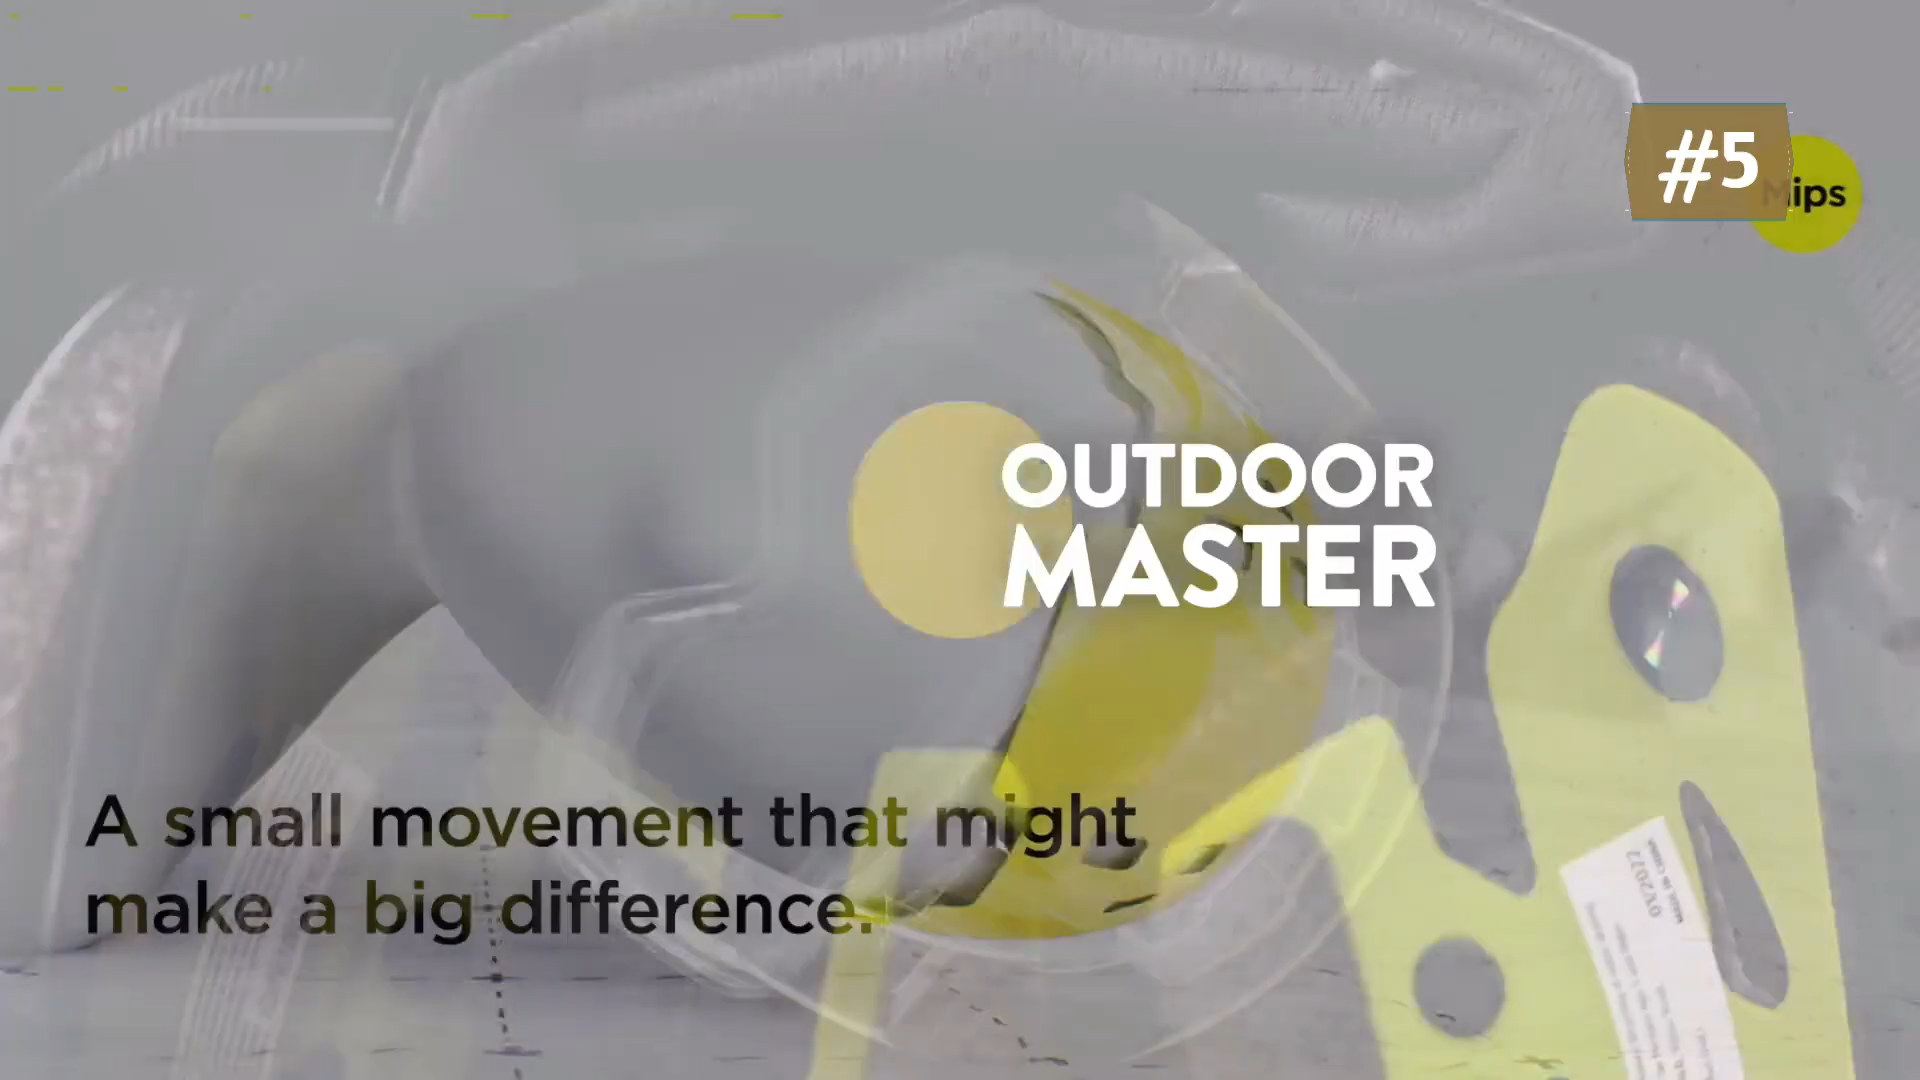 #5
Mips
OUTDOOR
MASTER
A small movement that might
make a big difference.